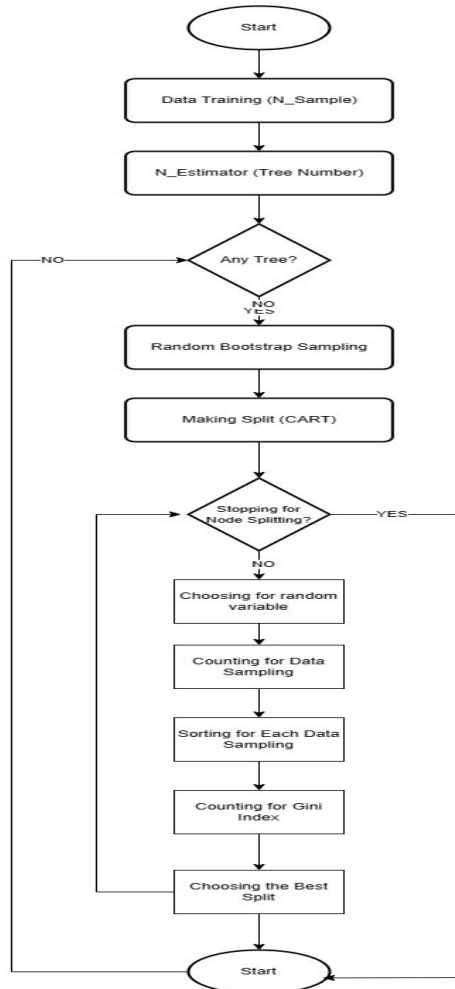 Start
Data Training (N_Sample)
N_Estimator (Tree Number)
NO
Any Tree?
NO
YES
Random Bootstrap Sampling
Making Split (CART)
Stopping for
Node Splitting?
YES
NO
Choosing for random
variable
Counting for Data
Sampling
Sorting for Each Data
Sampling
Counting for Gini
Index
Choosing the Best
Split
Start